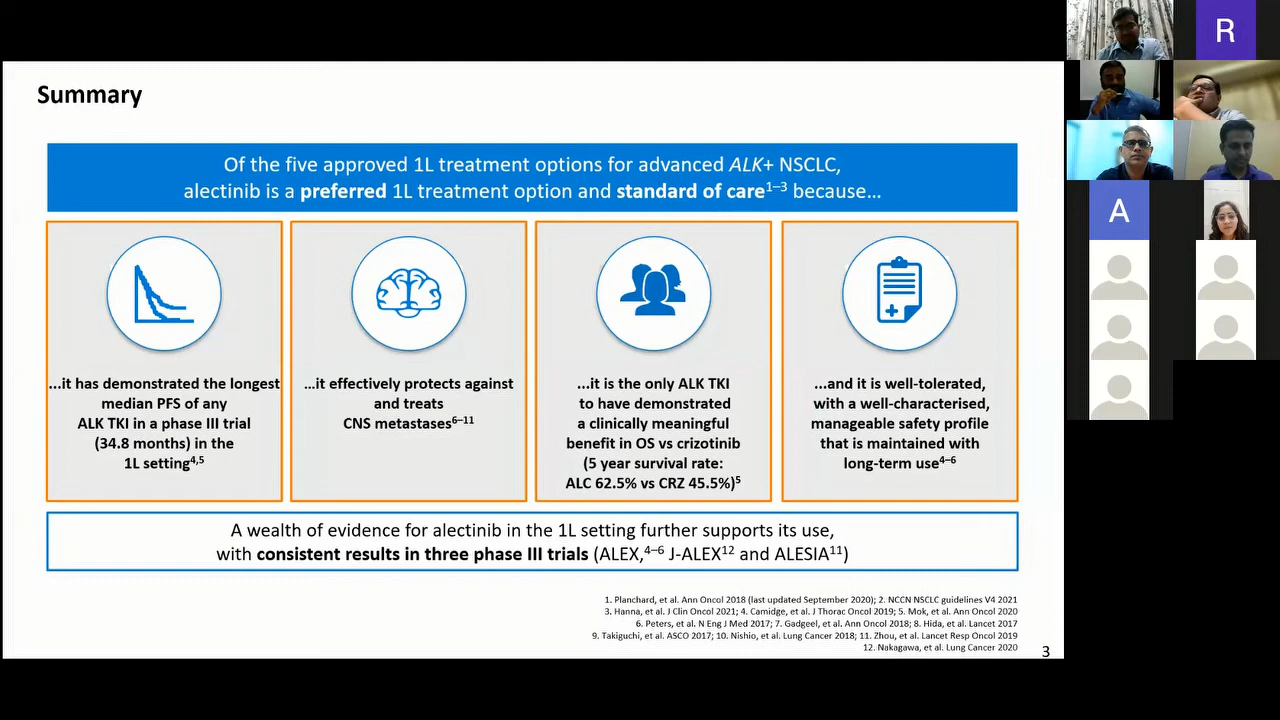 Summary
Of the five approved 1L treatment options for advanced ALK+ NSCLC,
alectinib is a preferred 1L treatment option and standard of care1–3 because…
...it has demonstrated the longest
median PFS of any
ALK TKI in a phase III trial
(34.8 months) in the
1L setting4,5
…it effectively protects against
and treats
CNS metastases6–11
...it is the only ALK TKI
to have demonstrated
a clinically meaningful
benefit in OS vs crizotinib
(5 year survival rate:
ALC 62.5% vs CRZ 45.5%)5
...and it is well-tolerated,
with a well-characterised,
manageable safety profile
that is maintained with
long-term use4–6
A wealth of evidence for alectinib in the 1L setting further supports its use,
with consistent results in three phase III trials (ALEX,4–6 J-ALEX12 and ALESIA11)
1. Planchard, et al. Ann Oncol 2018 (last updated September 2020); 2. NCCN NSCLC guidelines V4 2021
3. Hanna, et al. J Clin Oncol 2021; 4. Camidge, et al. J Thorac Oncol 2019; 5. Mok, et al. Ann Oncol 2020
6. Peters, et al. N Eng J Med 2017; 7. Gadgeel, et al. Ann Oncol 2018; 8. Hida, et al. Lancet 2017
9. Takiguchi, et al. ASCO 2017; 10. Nishio, et al. Lung Cancer 2018; 11. Zhou, et al. Lancet Resp Oncol 2019
12. Nakagawa, et al. Lung Cancer 2020
3
R
A